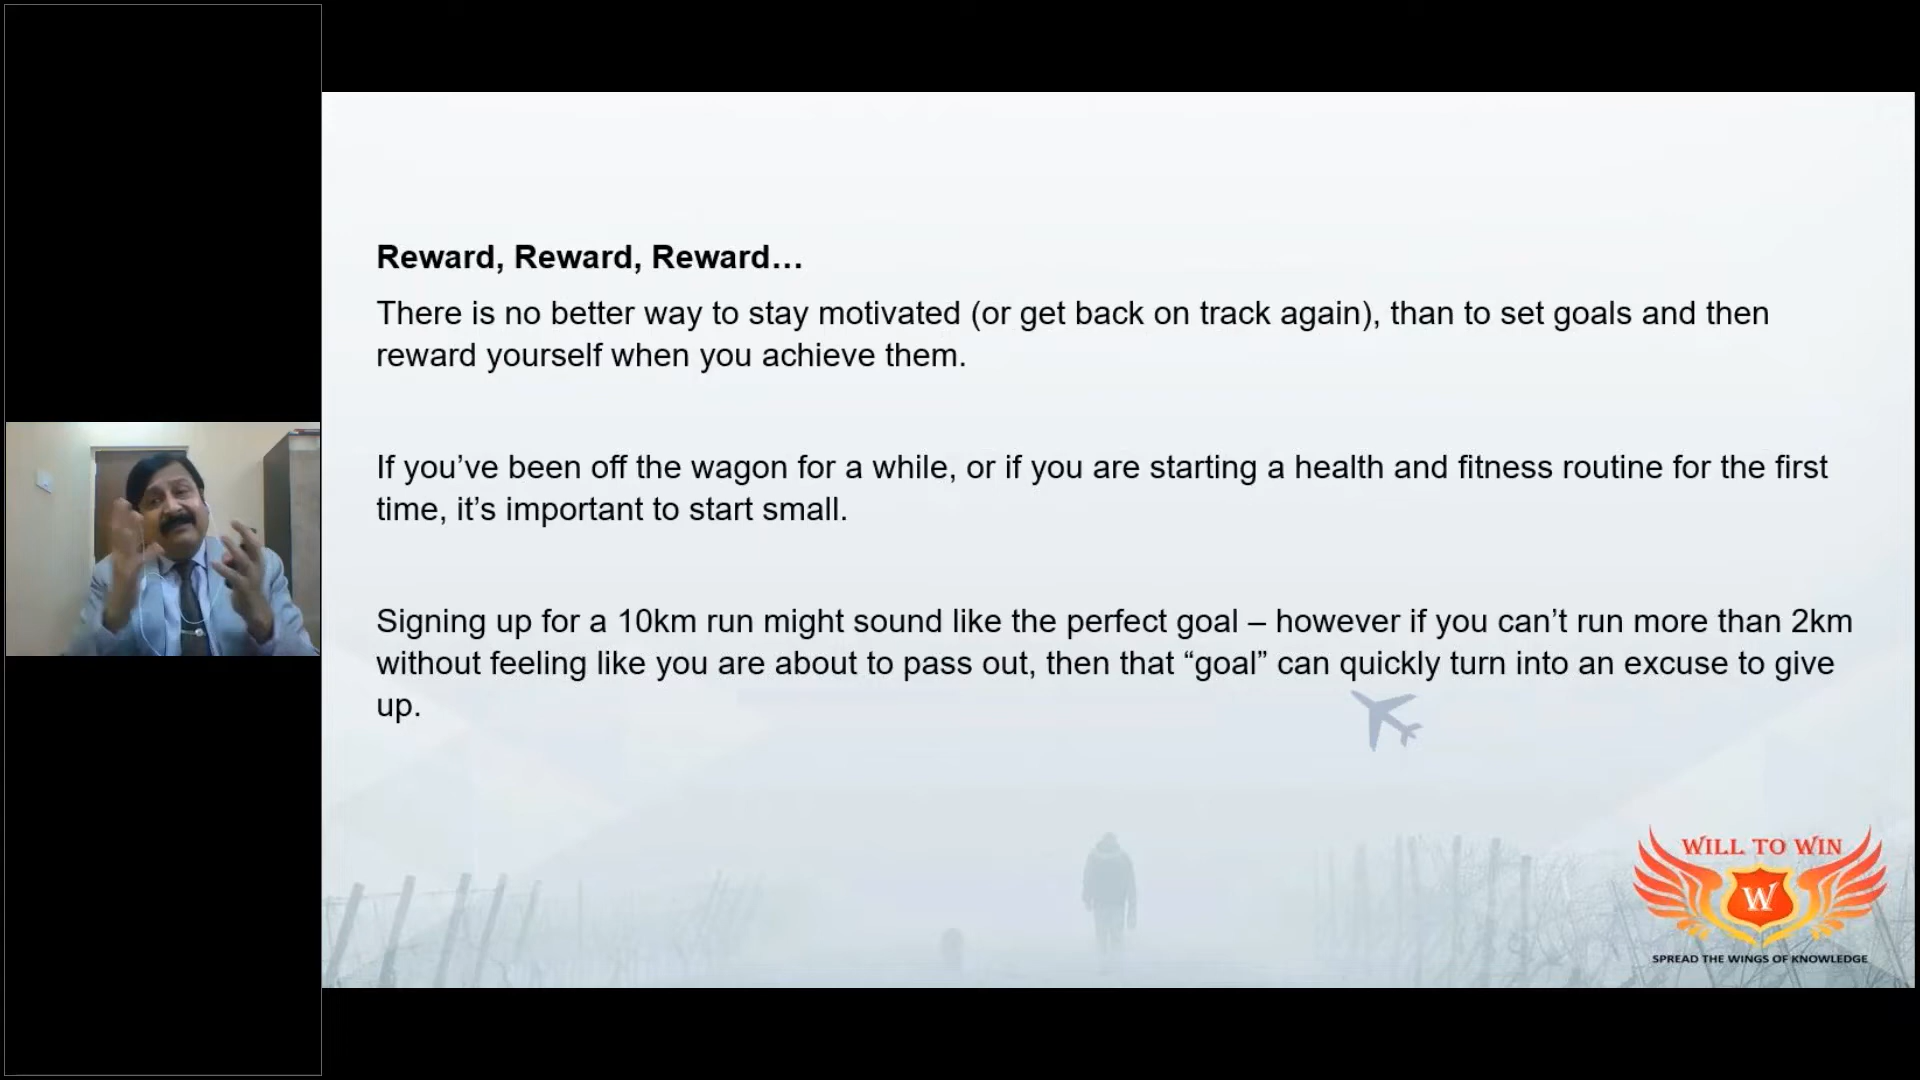 Reward, Reward, Reward…
There is no better way to stay motivated (or get back on track again), than to set goals and then
reward yourself when you achieve them.
If you’ve been off the wagon for a while, or if you are starting a health and fitness routine for the first
time, it’s important to start small.
Signing up for a 10km run might sound like the perfect goal – however if you can’t run more than 2km
without feeling like you are about to pass out, then that “goal” can quickly turn into an excuse to give
up.
WILL TO WIN
W
SPREAD THE WINGS OF KNOWLEDGE